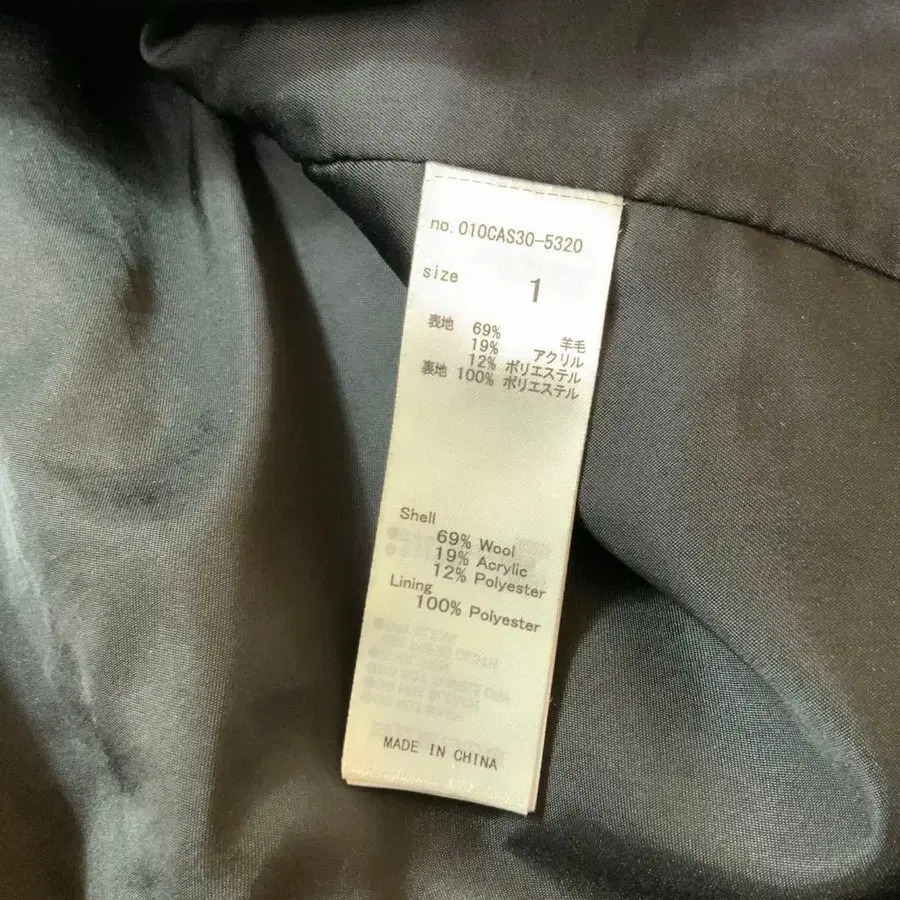 no. 010CAS30-5320
size 1
表地 69% 羊毛
19% アクリル
12% ポリエステル
裏地 100% ポリエステル
Shell
69% Wool
19% Acrylic
12% Polyester
Lining
100% Polyester
MADE IN CHINA